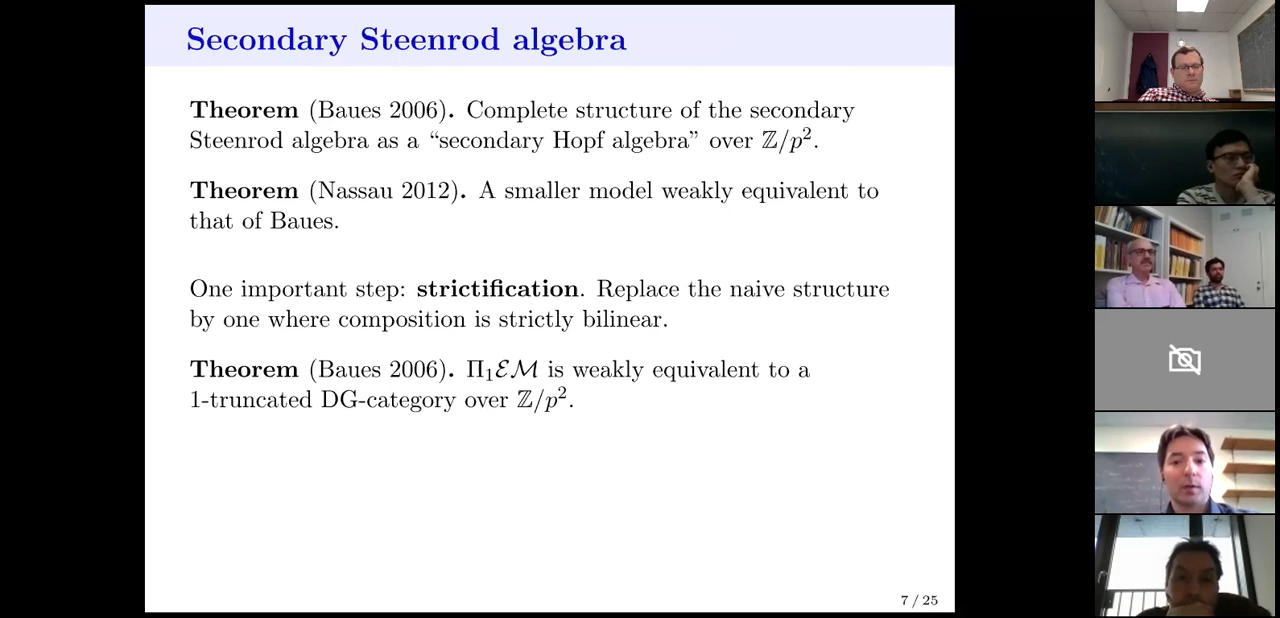 Secondary Steenrod algebra
Theorem (Baues 2006). Complete structure of the secondary
Steenrod algebra as a “secondary Hopf algebra” over ℤ/p².
Theorem (Nassau 2012). A smaller model weakly equivalent to
that of Baues.
One important step: strictification. Replace the naive structure
by one where composition is strictly bilinear.
Theorem (Baues 2006). Π₁ℰℳ is weakly equivalent to a
1-truncated DG-category over ℤ/p².
7 / 25